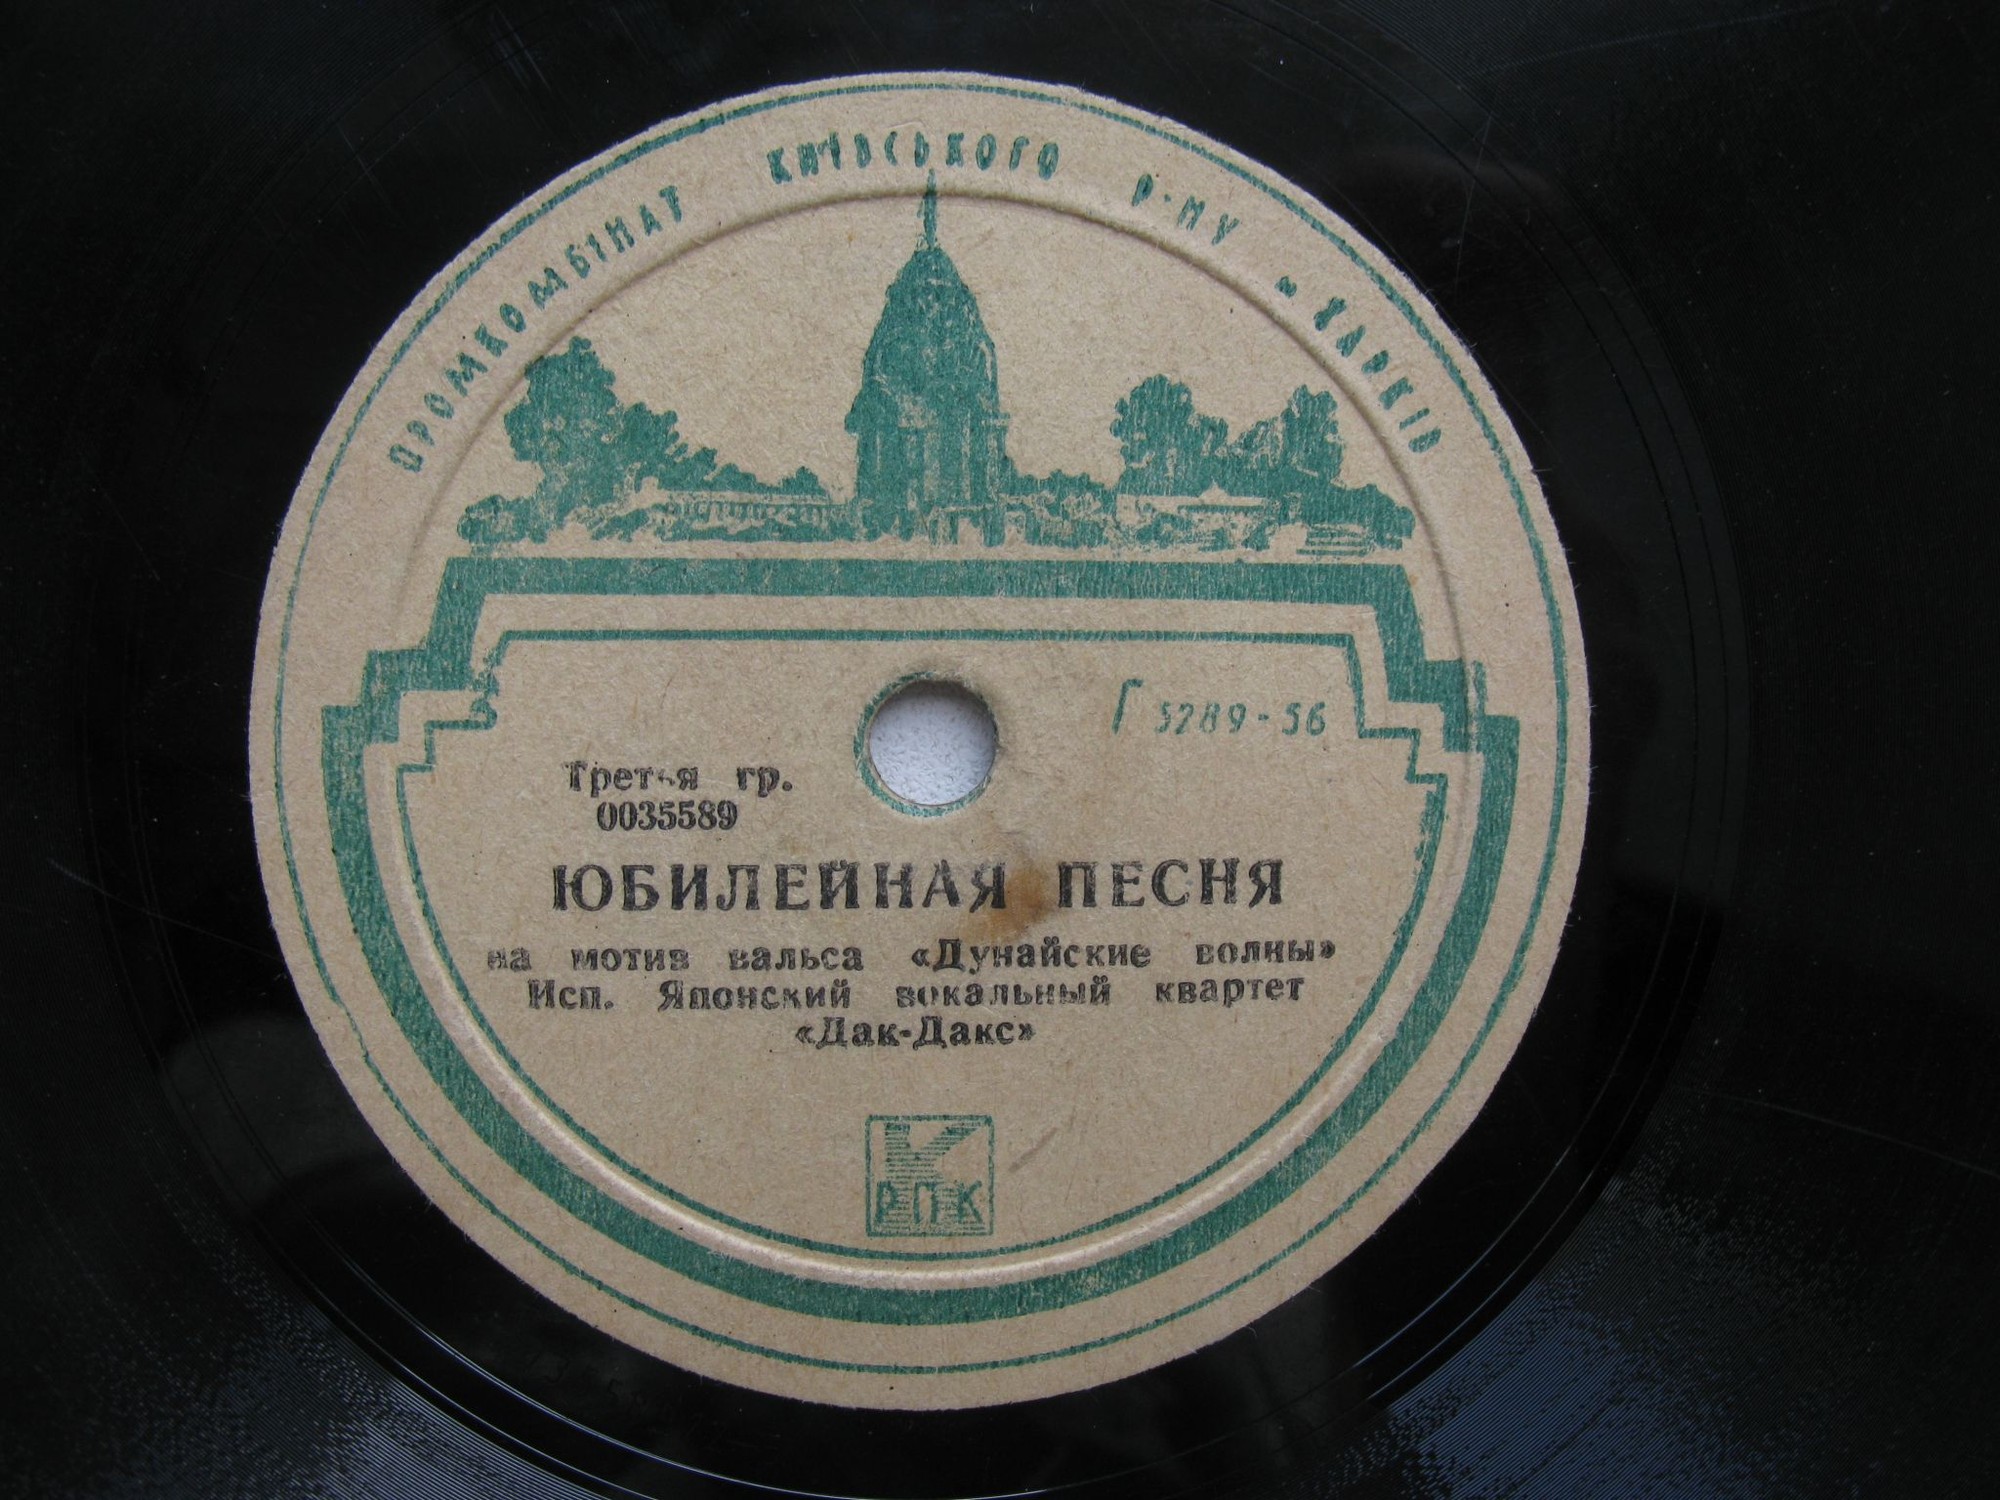 ПРОМКОМБІНАТ КИЇВСЬКОГО Р-НУ м ХАРКІВ
Г 5289-56
Третья гр.
0035589
ЮБИЛЕЙНАЯ ПЕСНЯ
на мотив вальса «Дунайские волны»
Исп. Японский вокальный квартет
«Дак-Дакс»
К
РПК